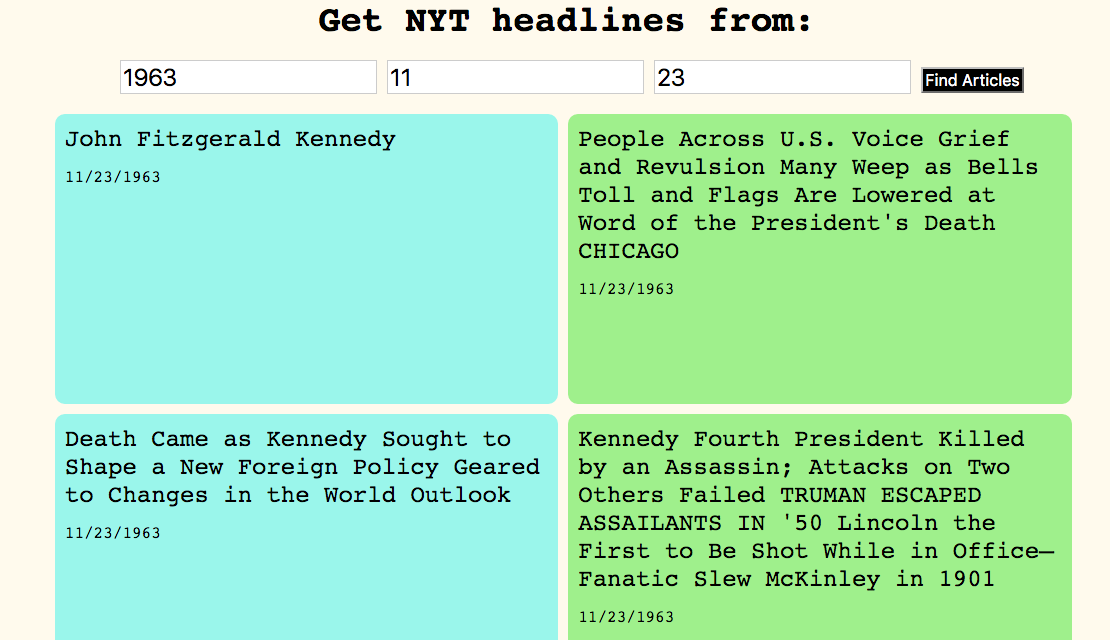 Get NYT headlines from:
1963 11 23 Find Articles
John Fitzgerald Kennedy
11/23/1963
People Across U.S. Voice Grief
and Revulsion Many Weep as Bells
Toll and Flags Are Lowered at
Word of the President's Death
CHICAGO
11/23/1963
Death Came as Kennedy Sought to
Shape a New Foreign Policy Geared
to Changes in the World Outlook
11/23/1963
Kennedy Fourth President Killed
by an Assassin; Attacks on Two
Others Failed TRUMAN ESCAPED
ASSAILANTS IN '50 Lincoln the
First to Be Shot While in Office—
Fanatic Slew McKinley in 1901
11/23/1963